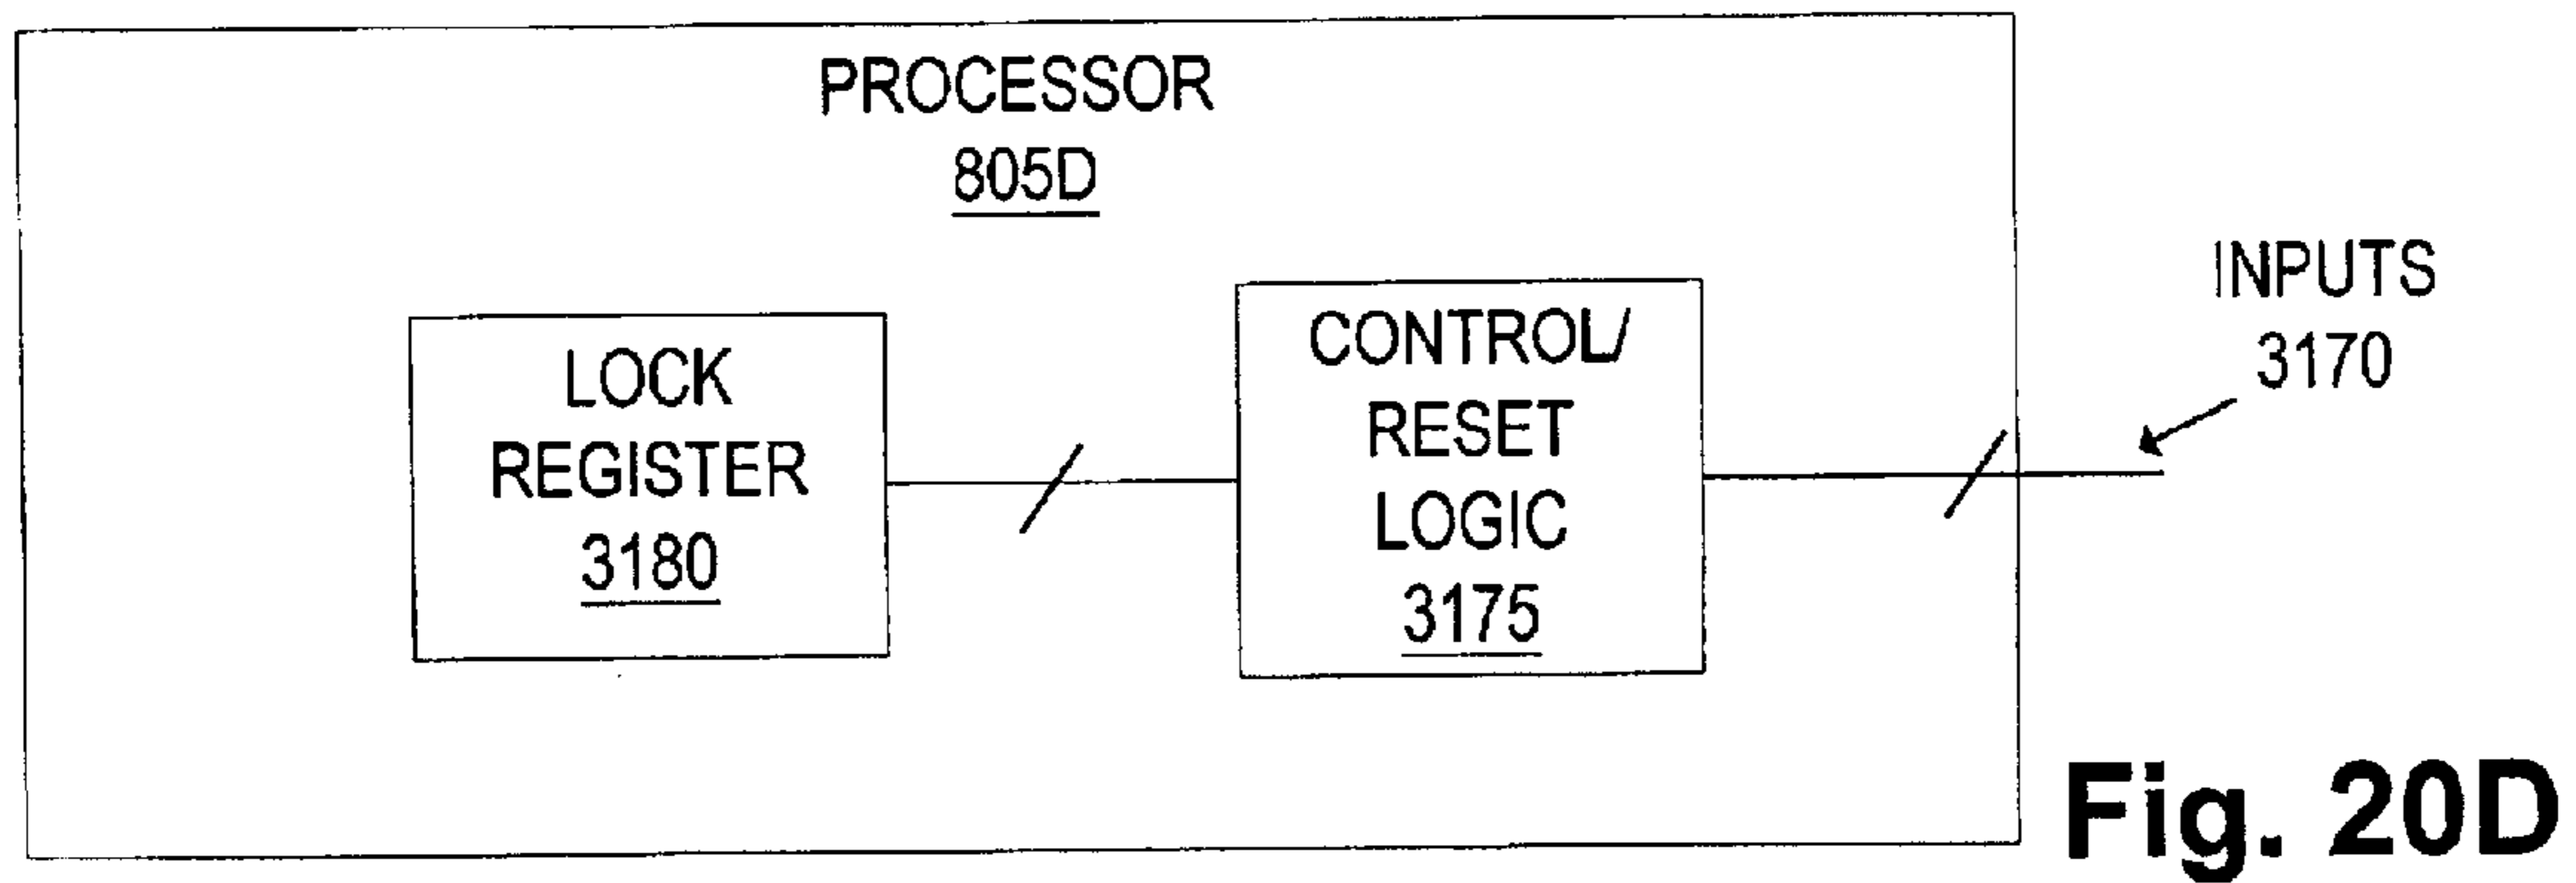 PROCESSOR
805D
LOCK
REGISTER
3180
CONTROL/
RESET
LOGIC
3175
INPUTS
3170
Fig. 20D